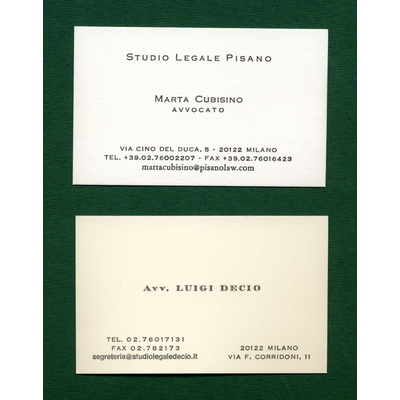 STUDIO LEGALE PISANO
MARTA CUBISINO
AVVOCATO
VIA CINO DEL DUCA, 5 - 20122 MILANO
TEL. +39.02.76002207 - FAX +39.02.76016423
martacubisino@pisanolaw.com
Avv. LUIGI DECIO
TEL. 02.76017131
FAX 02.782173
segreteria@studiolegaledecio.it
20122 MILANO
VIA F. CORRIDONI, 11